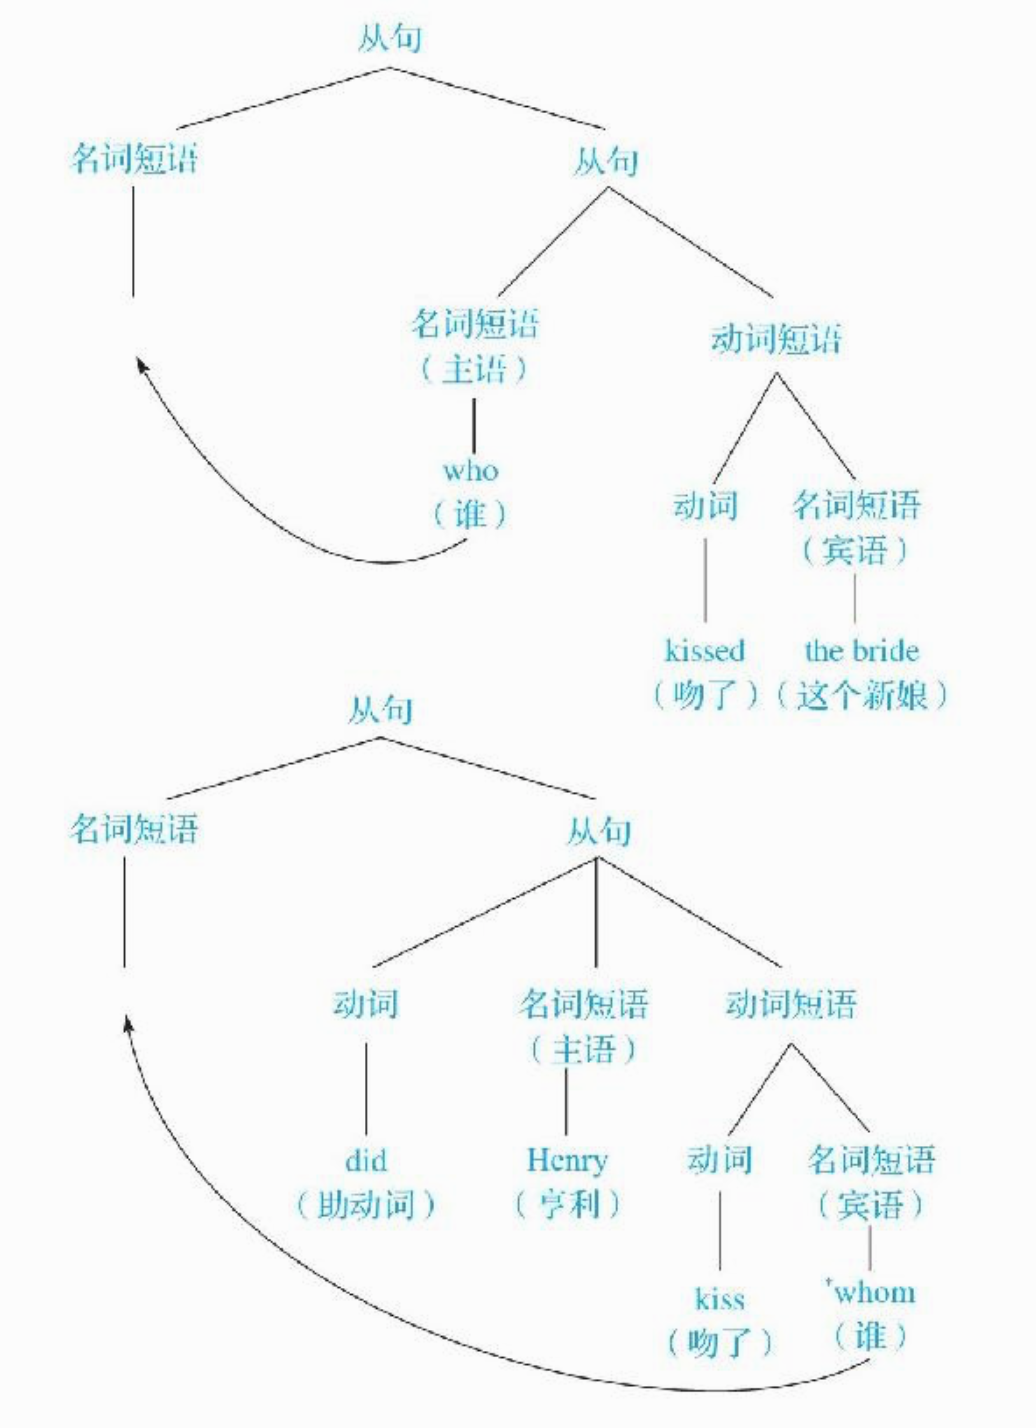 从句
名词短语
从句
名词短语
（主语）
动词短语
who
（谁）
动词
名词短语
（宾语）
kissed
the bride
（吻了）（这个新娘）
从句
名词短语
从句
动词
名词短语
（主语）
动词短语
did
（助动词）
Henry
（亨利）
动词
名词短语
（宾语）
kiss
（吻了）
†whom
（谁）